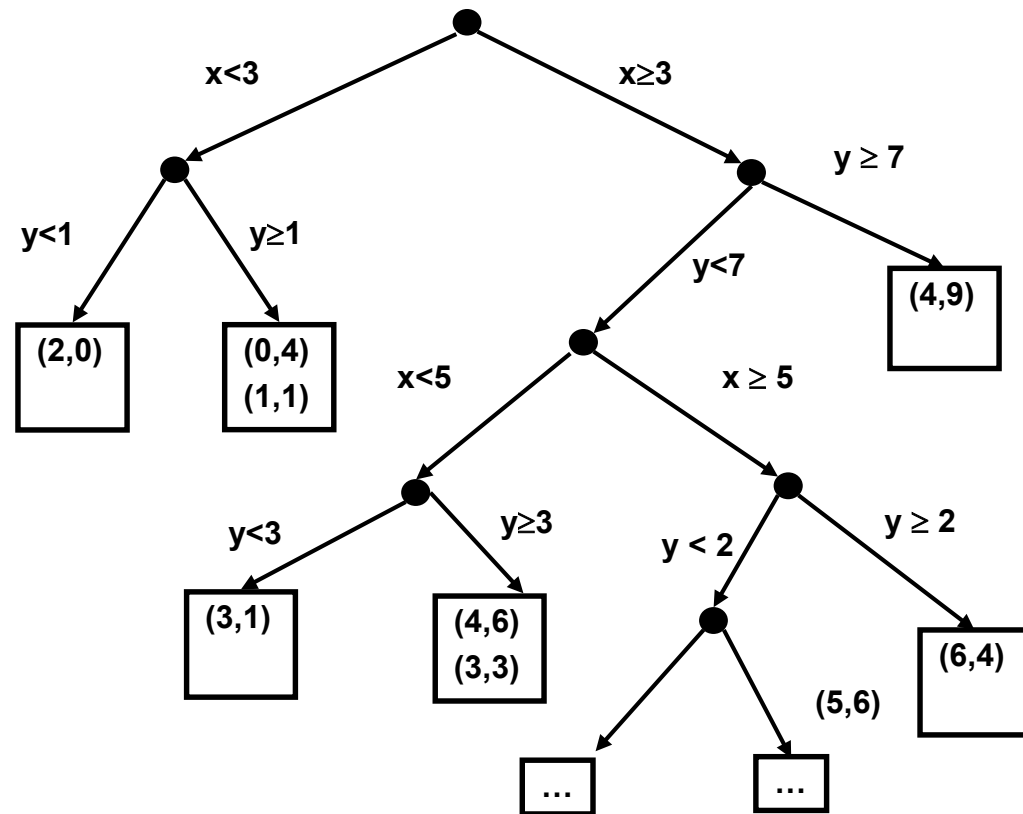 x<3
x≥3
y ≥ 7
y<1
y≥1
y<7
(4,9)
(2,0)
(0,4)
(1,1)
x<5
x ≥ 5
y<3
y≥3
y < 2
y ≥ 2
(3,1)
(4,6)
(3,3)
(6,4)
(5,6)
...
...